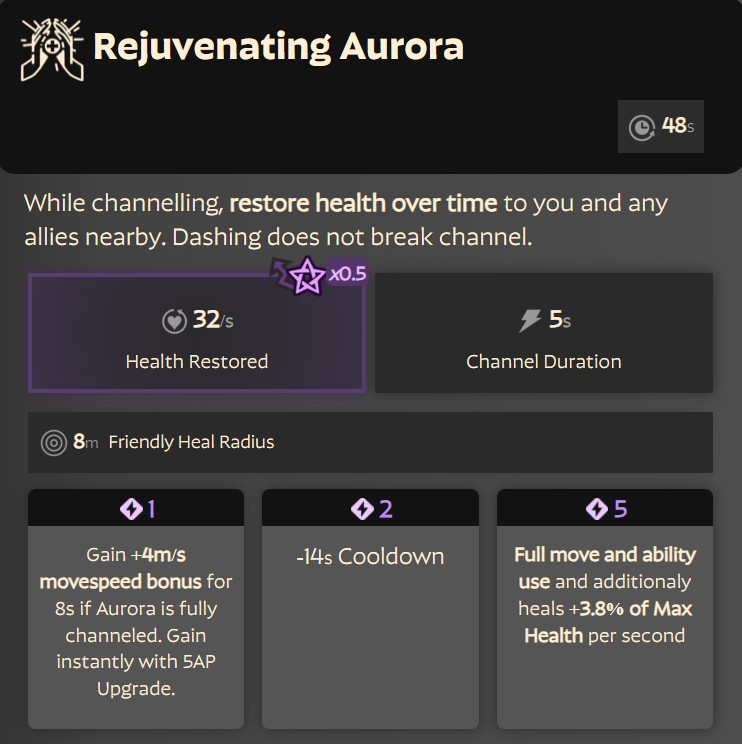 Rejuvenating Aurora
48s
While channelling, restore health over time to you and any
allies nearby. Dashing does not break channel.
x0.5
32/s
Health Restored
5s
Channel Duration
8m Friendly Heal Radius
1
Gain +4m/s
movespeed bonus for
8s if Aurora is fully
channeled. Gain
instantly with 5AP
Upgrade.
2
-14s Cooldown
5
Full move and ability
use and additionaly
heals +3.8% of Max
Health per second